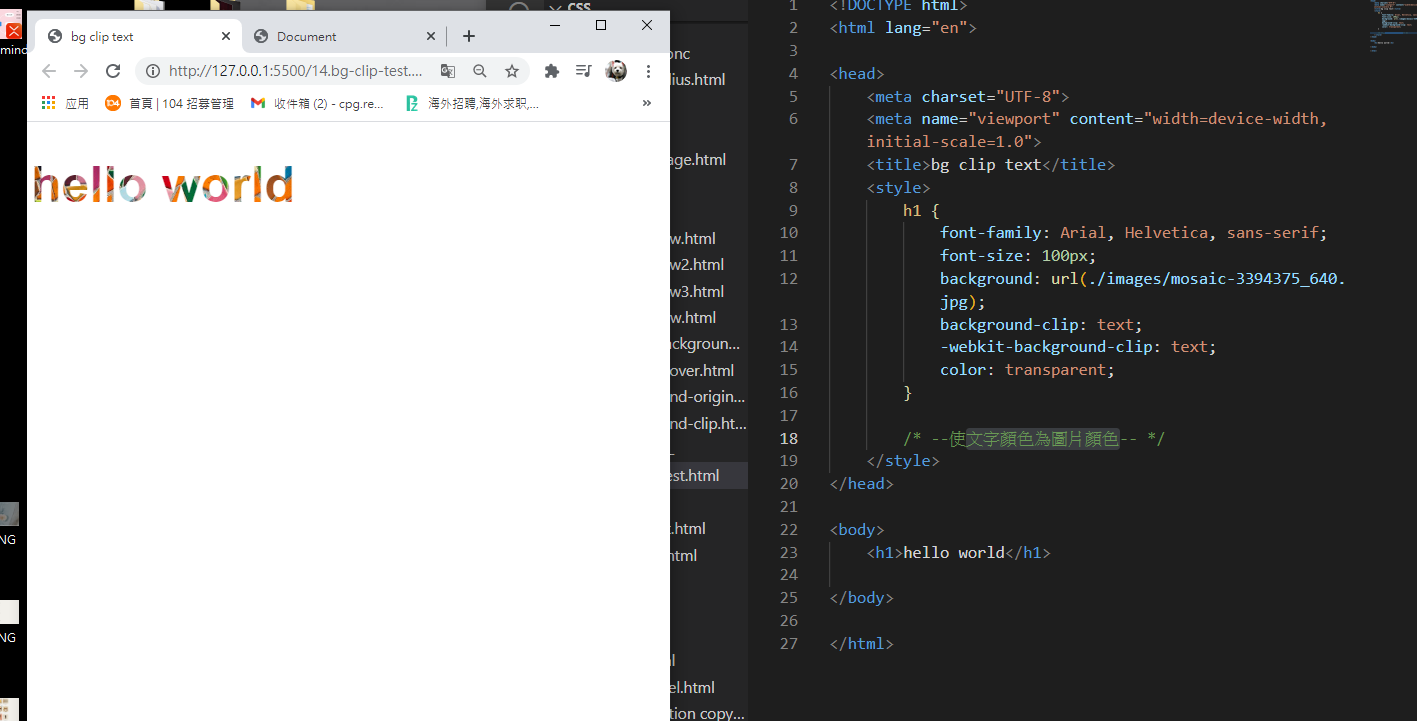 CSS
bg clip text
Document
http://127.0.0.1:5500/14.bg-clip-test....
应用
104
首頁 | 104 招募管理
收件箱 (2) - cpg.re...
海外招聘,海外求职,...
»
hello world
mind
NG
NG
onc
lius.html
age.html
w.html
w2.html
w3.html
w.html
ackgroun...
over.html
nd-origin...
nd-clip.ht...
est.html
t.html
html
el.html
tion copy...
1 <!DOCTYPE html>
2 <html lang="en">
3
4 <head>
5 <meta charset="UTF-8">
6 <meta name="viewport" content="width=device-width,
initial-scale=1.0">
7 <title>bg clip text</title>
8 <style>
9 h1 {
10 font-family: Arial, Helvetica, sans-serif;
11 font-size: 100px;
12 background: url(./images/mosaic-3394375_640.
jpg);
13 background-clip: text;
14 -webkit-background-clip: text;
15 color: transparent;
16 }
17
18 /* --使文字顏色為圖片顏色-- */
19 </style>
20 </head>
21
22 <body>
23 <h1>hello world</h1>
24
25 </body>
26
27 </html>